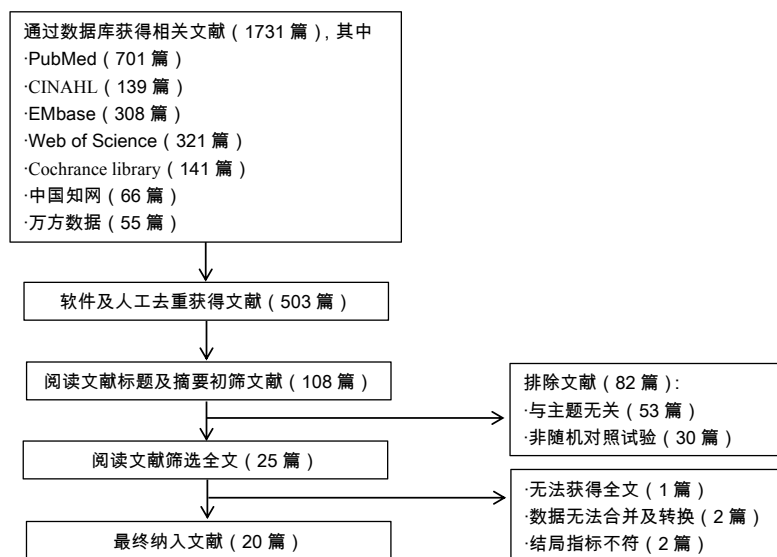 通过数据库获得相关文献（1731 篇）, 其中
·PubMed（701 篇）
·CINAHL（139 篇）
·EMbase（308 篇）
·Web of Science（321 篇）
·Cochrance library（141 篇）
·中国知网（66 篇）
·万方数据（55 篇）
软件及人工去重获得文献（503 篇）
阅读文献标题及摘要初筛文献（108 篇）
排除文献（82 篇）:
·与主题无关（53 篇）
·非随机对照试验（30 篇）
阅读文献筛选全文（25 篇）
·无法获得全文（1 篇）
·数据无法合并及转换（2 篇）
·结局指标不符（2 篇）
最终纳入文献（20 篇）